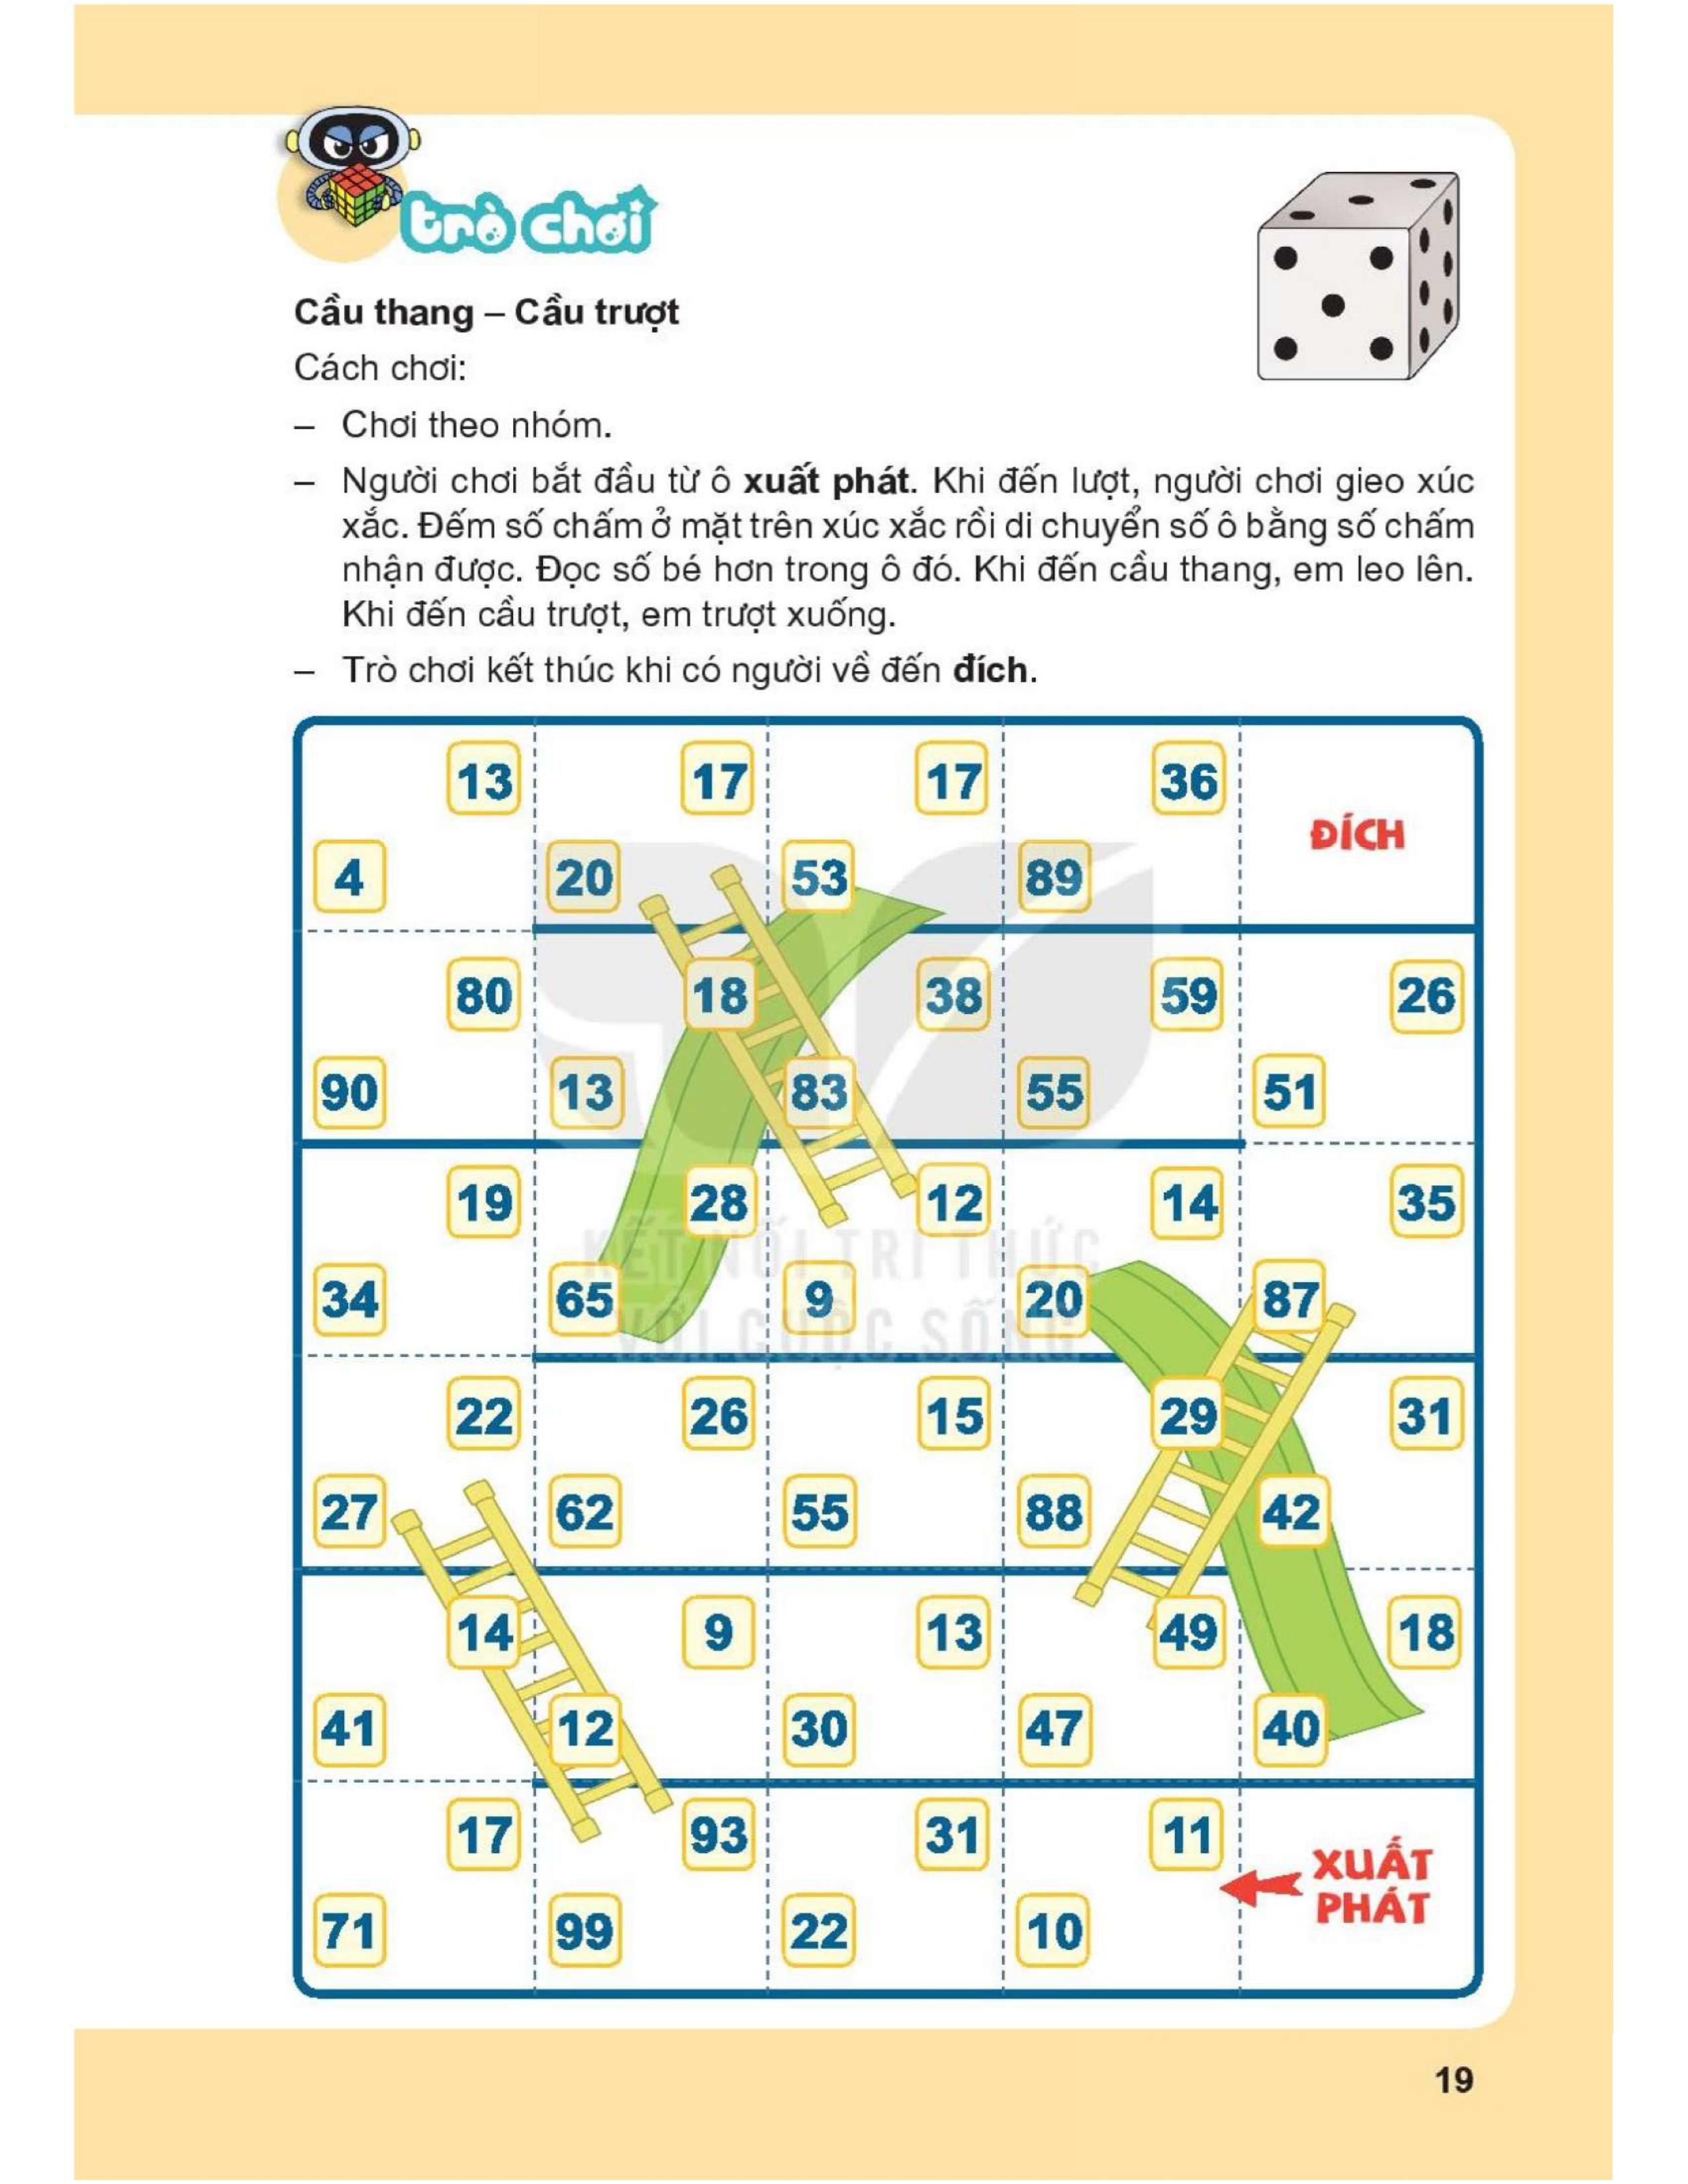 trò chơi
Cầu thang – Cầu trượt
Cách chơi:
– Chơi theo nhóm.
– Người chơi bắt đầu từ ô xuất phát. Khi đến lượt, người chơi gieo xúc
xắc. Đếm số chấm ở mặt trên xúc xắc rồi di chuyển số ô bằng số chấm
nhận được. Đọc số bé hơn trong ô đó. Khi đến cầu thang, em leo lên.
Khi đến cầu trượt, em trượt xuống.
– Trò chơi kết thúc khi có người về đến đích.
13 17 17 36
ĐÍCH
4 20 53 89
80 18 38 59 26
90 13 83 55 51
19 28 12 14 35
KẾT NỐI TRI THỨC
34 65 9 20 87
VỚI CUỘC SỐNG
22 26 15 29 31
27 62 55 88 42
14 9 13 49 18
41 12 30 47 40
17 93 31 11
XUẤT
PHÁT
71 99 22 10
19